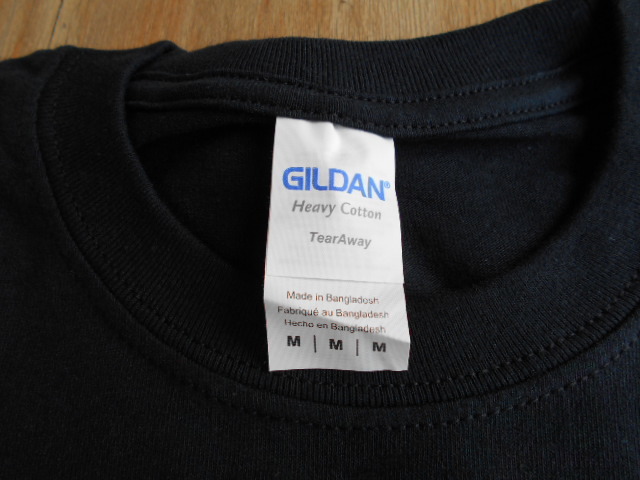 GILDAN®
Heavy Cotton
TearAway
Made in Bangladesh
Fabriqué au Bangladesh
Hecho en Bangladesh
M | M | M